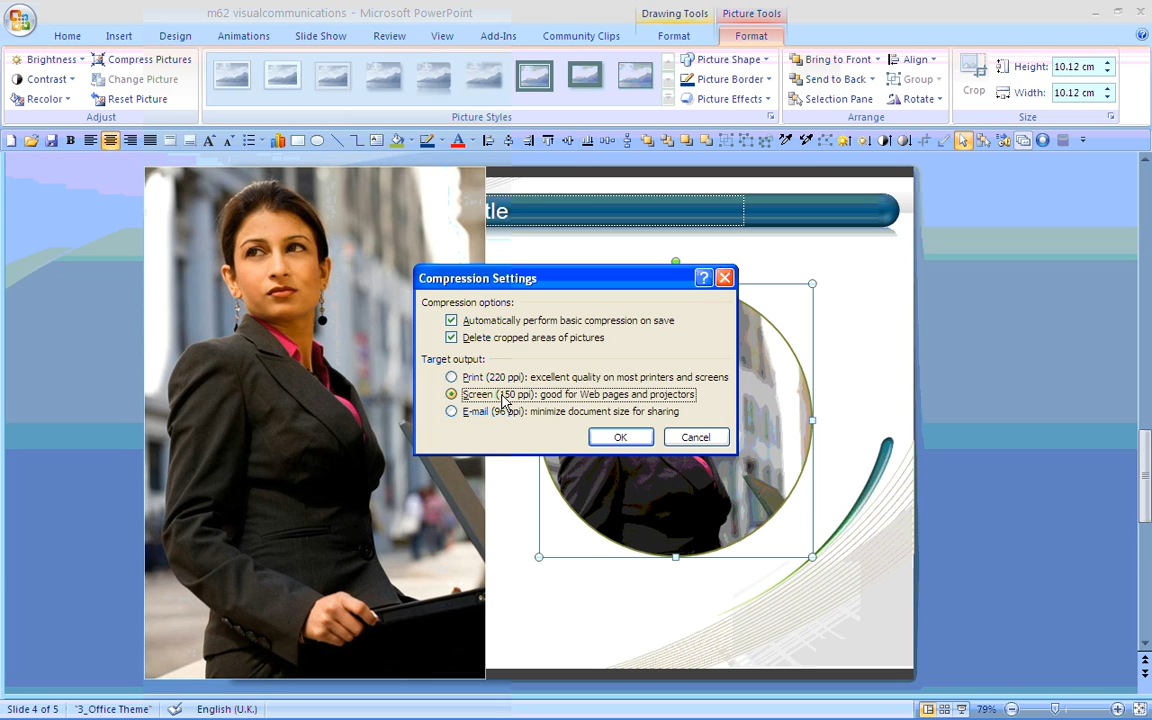 m62 visualcommunications - Microsoft PowerPoint
Drawing Tools
Picture Tools
Home
Insert
Design
Animations
Slide Show
Review
View
Add-Ins
Community Clips
Format
Format
Brightness
Compress Pictures
Contrast
Change Picture
Recolor
Reset Picture
Adjust
Picture Shape
Picture Border
Picture Effects
Picture Styles
Bring to Front
Align
Send to Back
Group
Selection Pane
Rotate
Arrange
Crop
Height: 10.12 cm
Width: 10.12 cm
Size
tle
Compression Settings
Compression options:
Automatically perform basic compression on save
Delete cropped areas of pictures
Target output:
Print (220 ppi): excellent quality on most printers and screens
Screen (150 ppi): good for Web pages and projectors
E-mail (96 ppi): minimize document size for sharing
OK
Cancel
Slide 4 of 5
"3_Office Theme"
English (U.K.)
79%